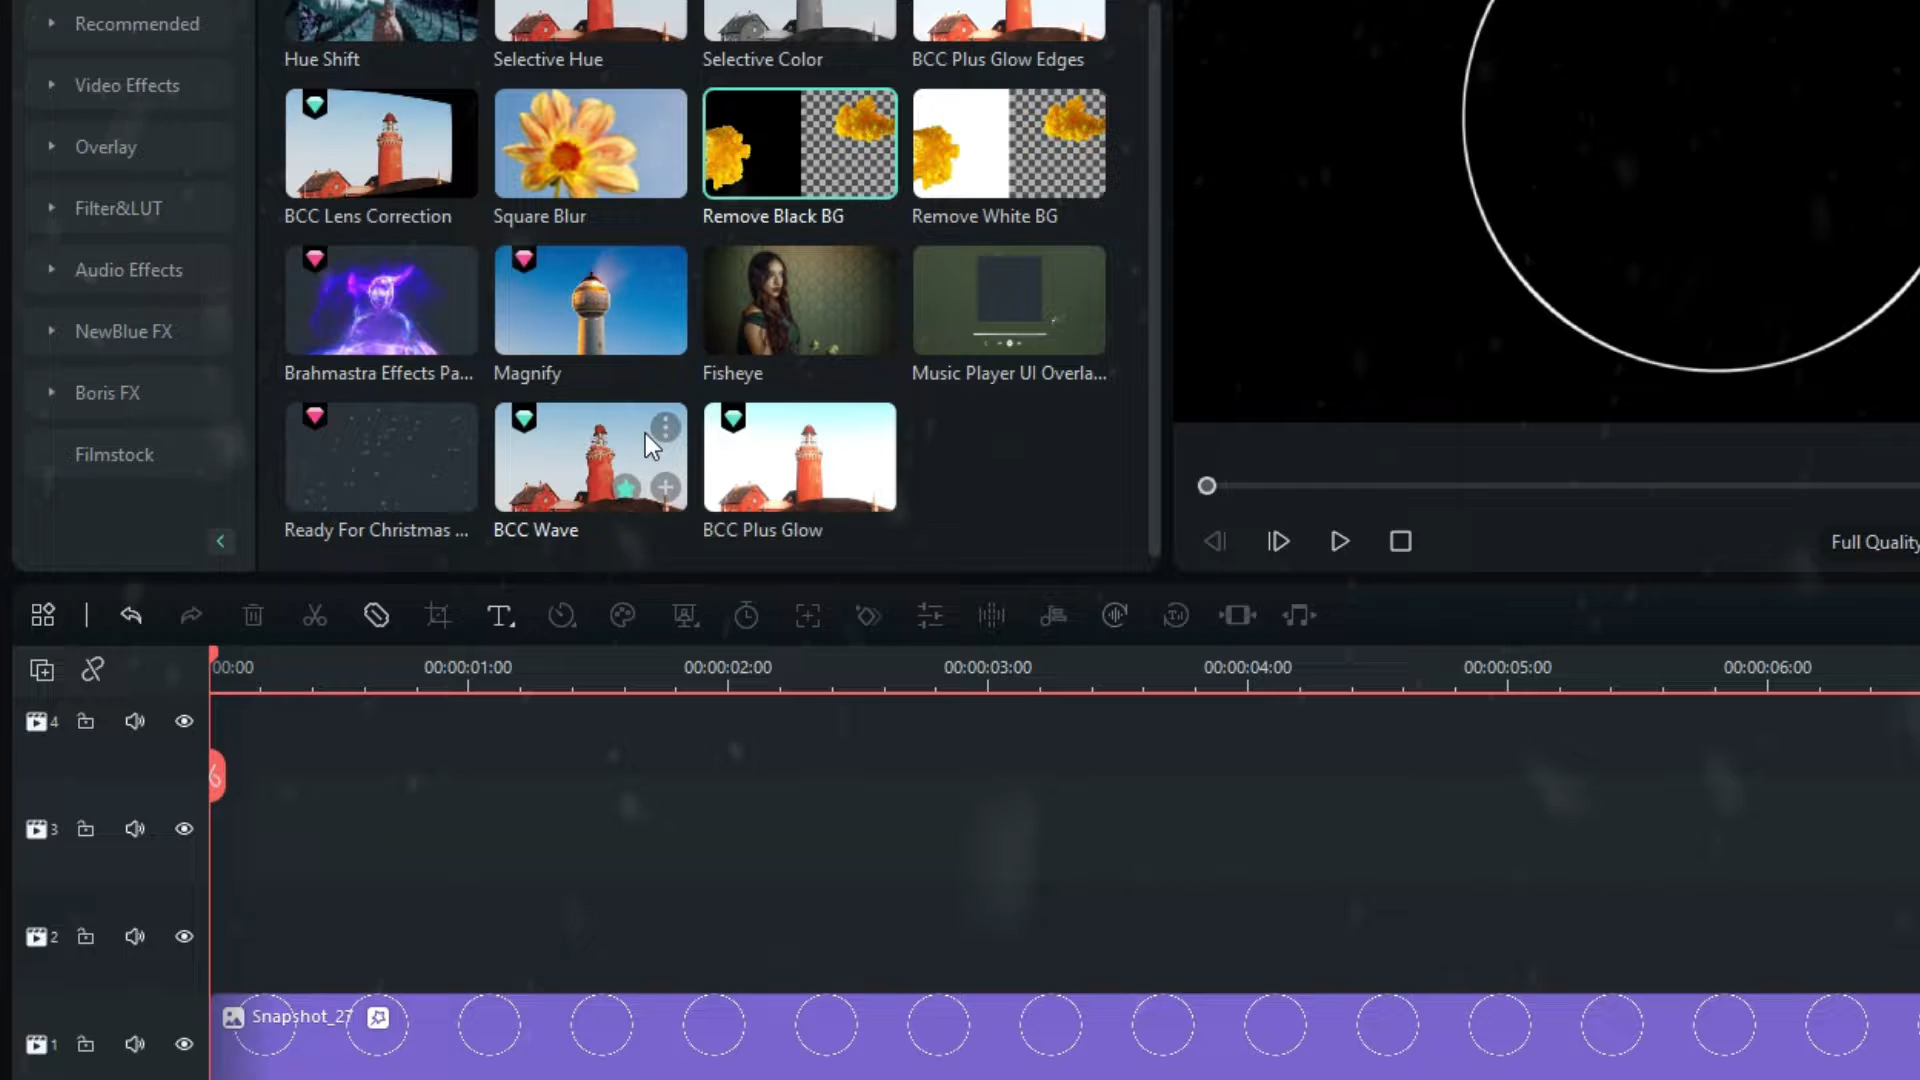 Recommended
Video Effects
Overlay
Filter&LUT
Audio Effects
NewBlue FX
Boris FX
Filmstock
Hue Shift
Selective Hue
Selective Color
BCC Plus Glow Edges
BCC Lens Correction
Square Blur
Remove Black BG
Remove White BG
Brahmastra Effects Pa...
Magnify
Fisheye
Music Player UI Overla...
Ready For Christmas ...
BCC Wave
BCC Plus Glow
Full Quality
00:00
00:00:01:00
00:00:02:00
00:00:03:00
00:00:04:00
00:00:05:00
00:00:06:00
4
3
2
Snapshot_27
1